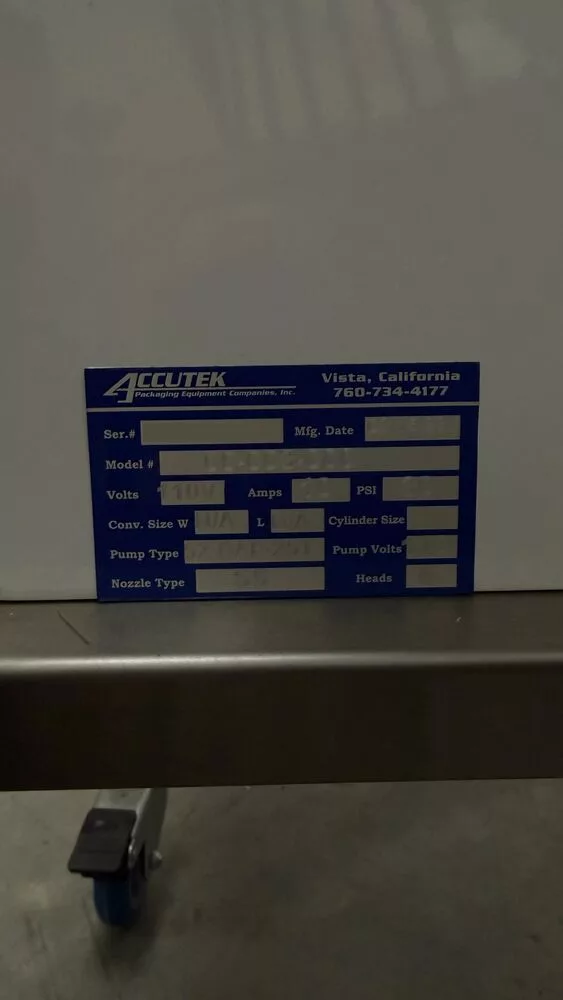 ACCUTEK
Packaging Equipment Companies, Inc.
Vista, California
760-734-4177
Ser.# Mfg. Date
Model #
Volts 110V Amps PSI
Conv. Size W N/A L N/A Cylinder Size
Pump Type Pump Volts
Nozzle Type Heads